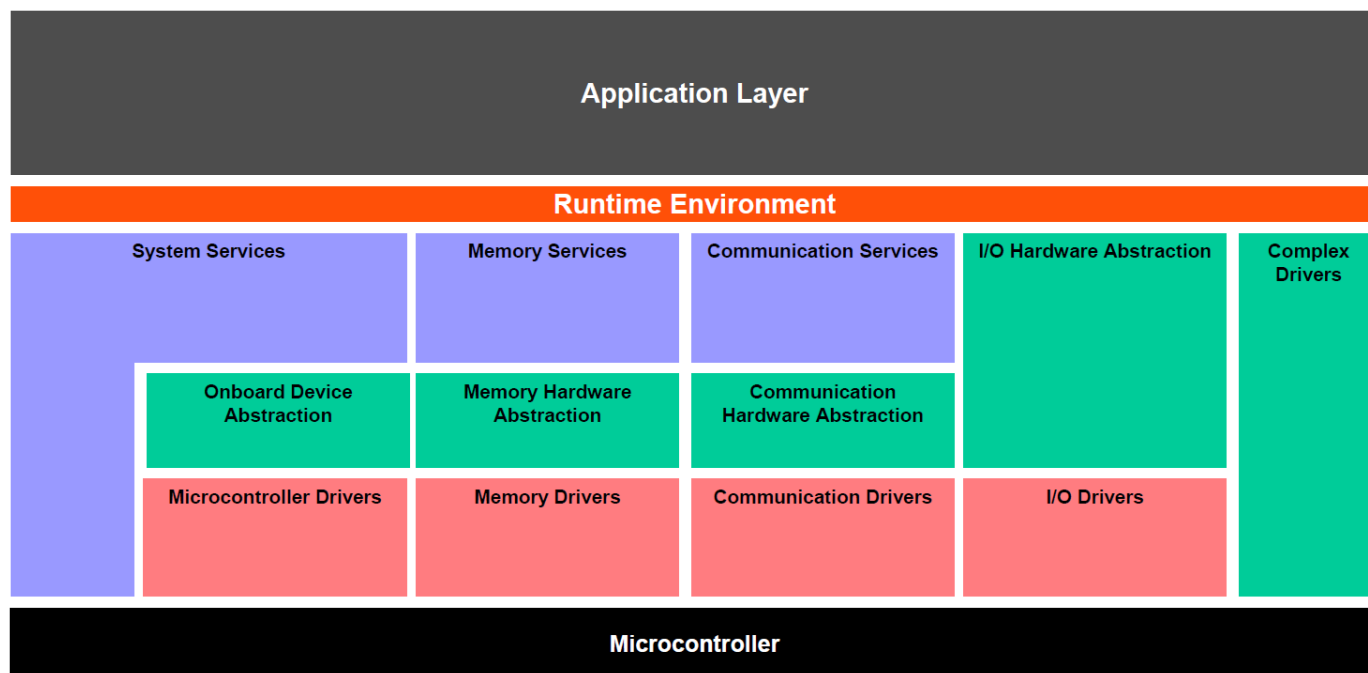 Application Layer
Runtime Environment
System Services
Memory Services
Communication Services
I/O Hardware Abstraction
Complex
Drivers
Onboard Device
Abstraction
Memory Hardware
Abstraction
Communication
Hardware Abstraction
Microcontroller Drivers
Memory Drivers
Communication Drivers
I/O Drivers
Microcontroller